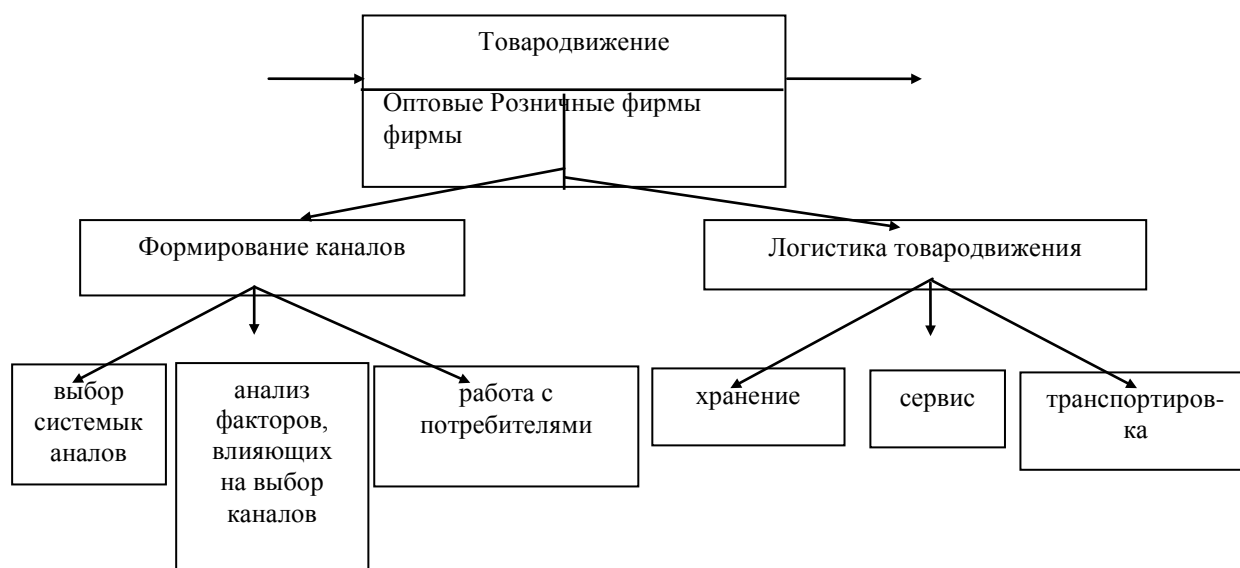 Товародвижение
Оптовые Розничные фирмы
фирмы
Формирование каналов
Логистика товародвижения
выбор
системык
аналов
анализ
факторов,
влияющих
на выбор
каналов
работа с
потребителями
хранение
сервис
транспортиров-
ка